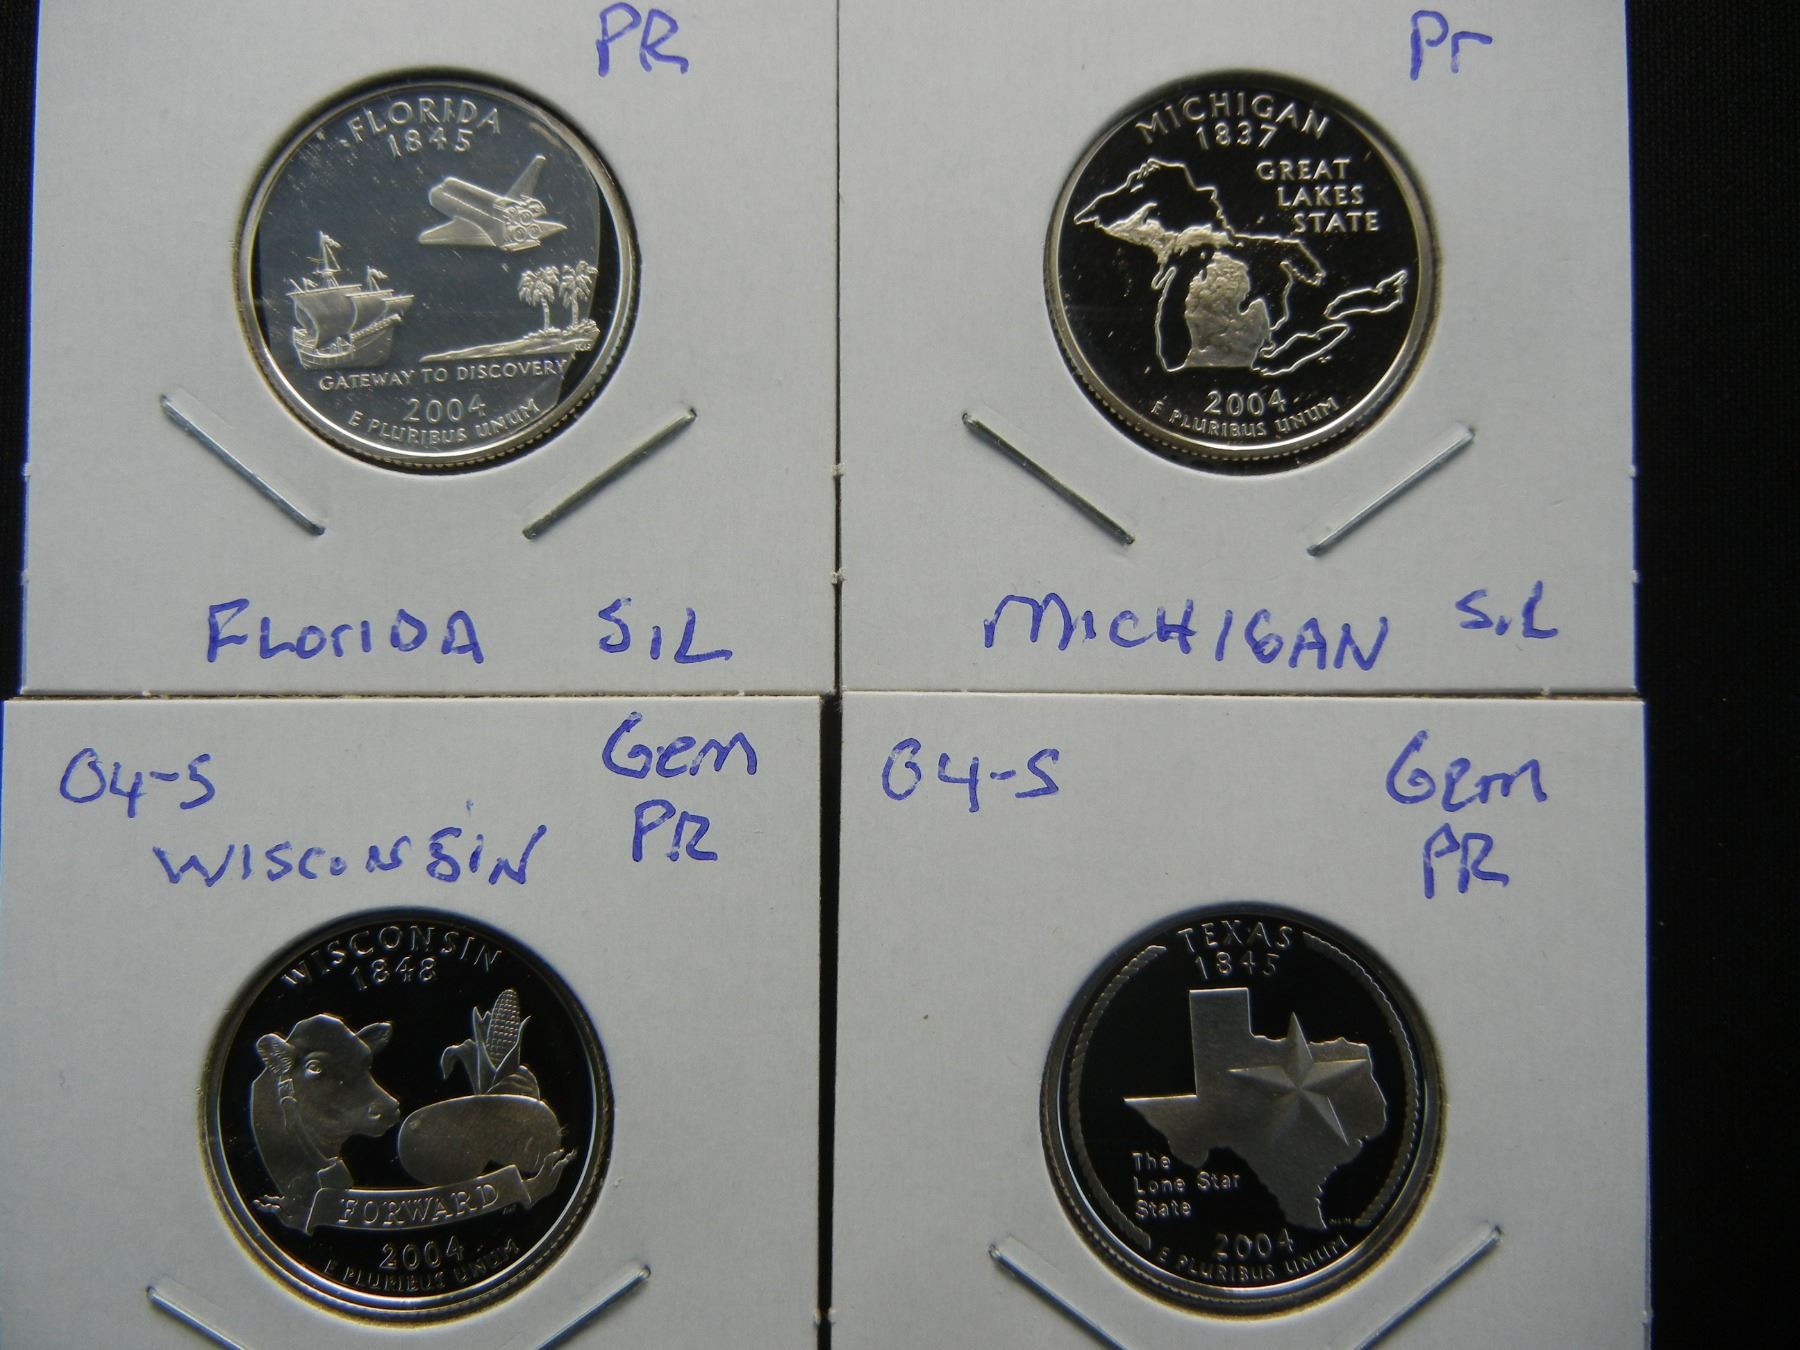 PR
FLORIDA
1845
GATEWAY TO DISCOVERY
2004
E PLURIBUS UNUM
FLOrIDA SIL
Pr
MICHIGAN
1837
GREAT
LAKES
STATE
2004
E PLURIBUS UNUM
MICHIGAN SIL
04-S
Gem
PR
WISCONSIN
WISCONSIN
1848
FORWARD
2004
E PLURIBUS UNUM
04-S
Gem
PR
TEXAS
1845
The
Lone Star
State
2004
E PLURIBUS UNUM